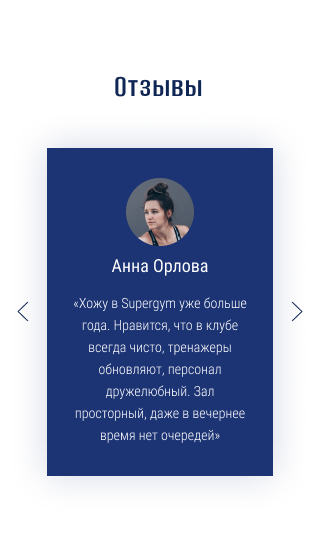 Отзывы
Анна Орлова
«Хожу в Supergym уже больше
года. Нравится, что в клубе
всегда чисто, тренажеры
обновляют, персонал
дружелюбный. Зал
просторный, даже в вечернее
время нет очередей»